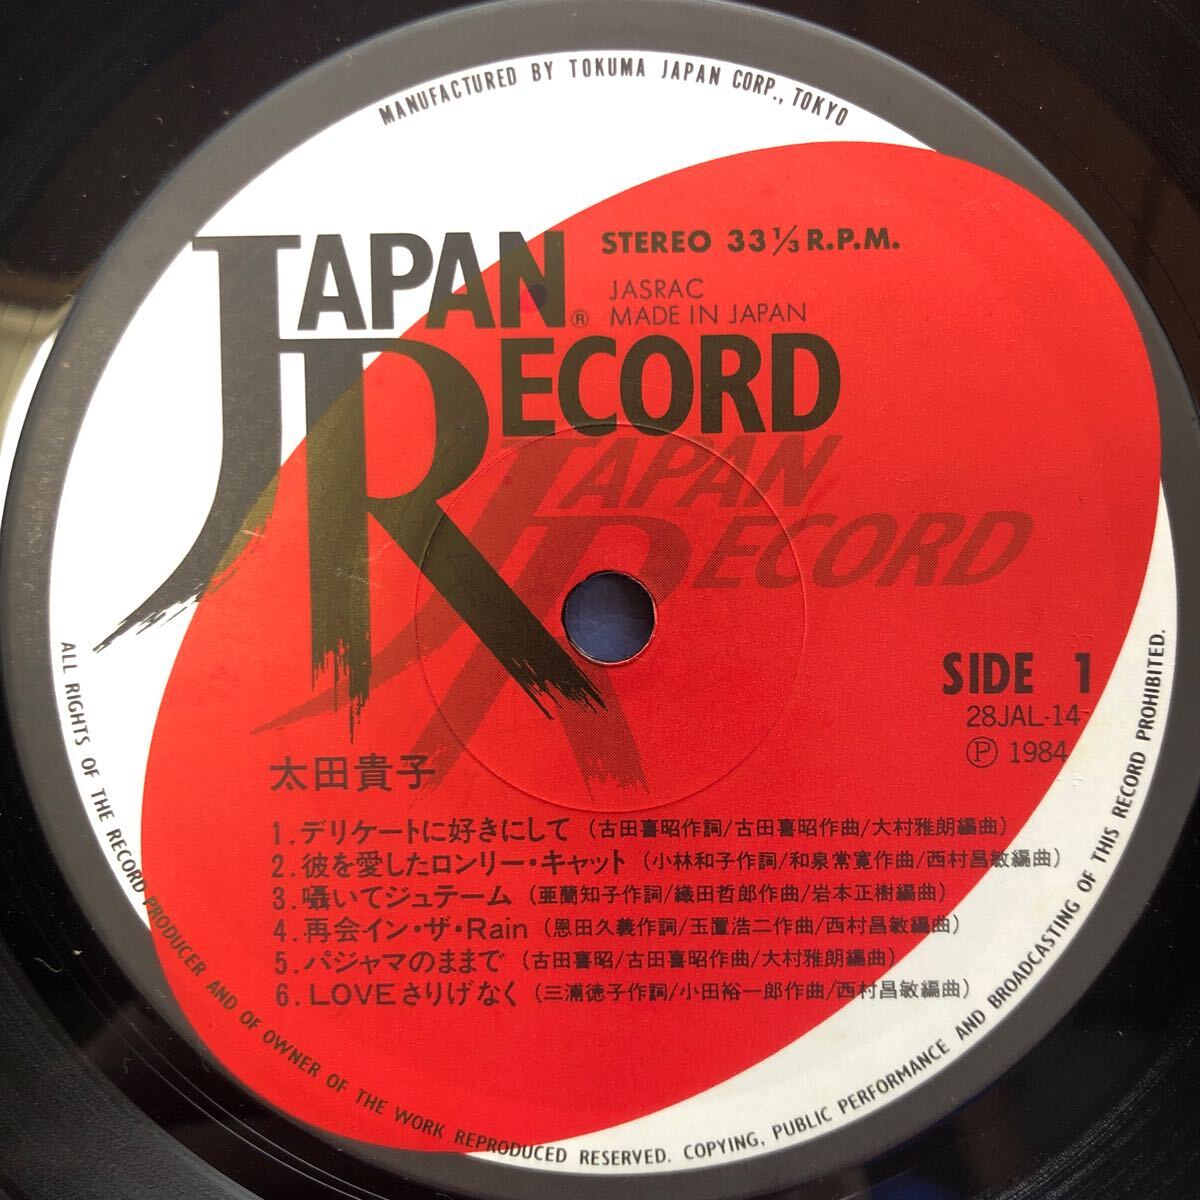 MANUFACTURED BY TOKUMA JAPAN CORP., TOKYO
JAPAN
RECORD
®
STEREO 33 1/3 R.P.M.
JASRAC
MADE IN JAPAN
JAPAN
RECORD
SIDE 1
28JAL-14
Ⓟ 1984
太田貴子
1. デリケートに好きにして (古田喜昭作詞/古田喜昭作曲/大村雅朗編曲)
2. 彼を愛したロンリー・キャット (小林和子作詞/和泉常寛作曲/西村昌敏編曲)
3. 囁いてジュテーム (亜蘭知子作詞/織田哲郎作曲/岩本正樹編曲)
4. 再会イン・ザ・Rain (恩田久義作詞/玉置浩二作曲/西村昌敏編曲)
5. パジャマのままで (古田喜昭/古田喜昭作曲/大村雅朗編曲)
6. LOVEさりげなく (三浦徳子作詞/小田裕一郎作曲/西村昌敏編曲)
ALL RIGHTS OF THE RECORD PRODUCER AND OF OWNER OF THE WORK REPRODUCED RESERVED. COPYING, PUBLIC PERFORMANCE AND BROADCASTING OF THIS RECORD PROHIBITED.